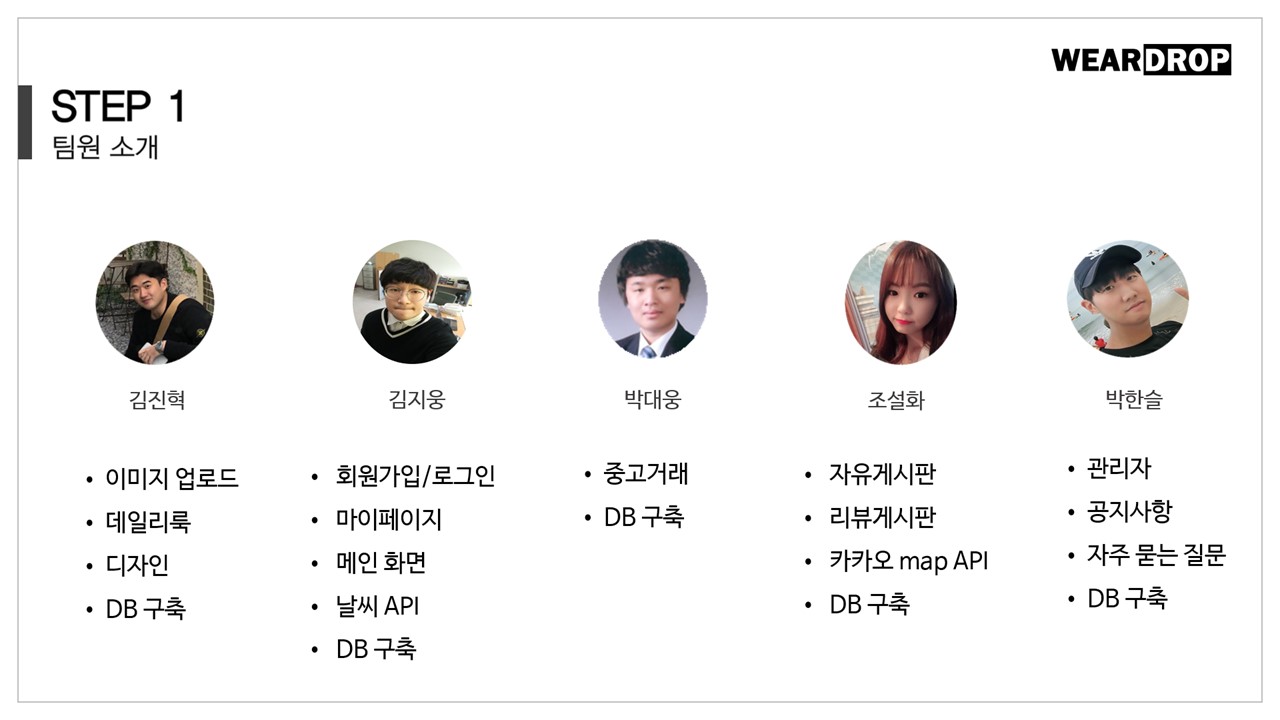 WEARDROP
STEP 1
팀원 소개
김진혁
김지웅
박대웅
조설화
박한슬
• 이미지 업로드
• 데일리룩
• 디자인
• DB 구축
• 회원가입/로그인
• 마이페이지
• 메인 화면
• 날씨 API
• DB 구축
• 중고거래
• DB 구축
• 자유게시판
• 리뷰게시판
• 카카오 map API
• DB 구축
• 관리자
• 공지사항
• 자주 묻는 질문
• DB 구축